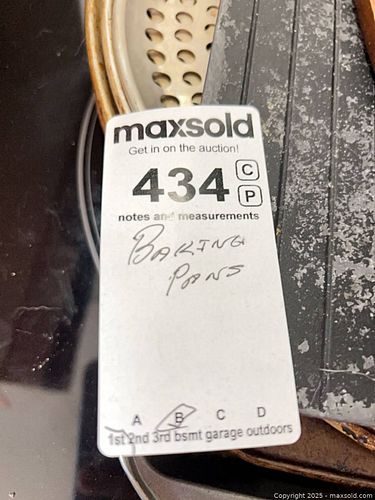 maxsold
Get in on the auction!
434 C
P
notes and measurements
BAKING
PANS
A B C D
1st 2nd 3rd bsmt garage outdoors
Copyright © 2025 - maxsold.com